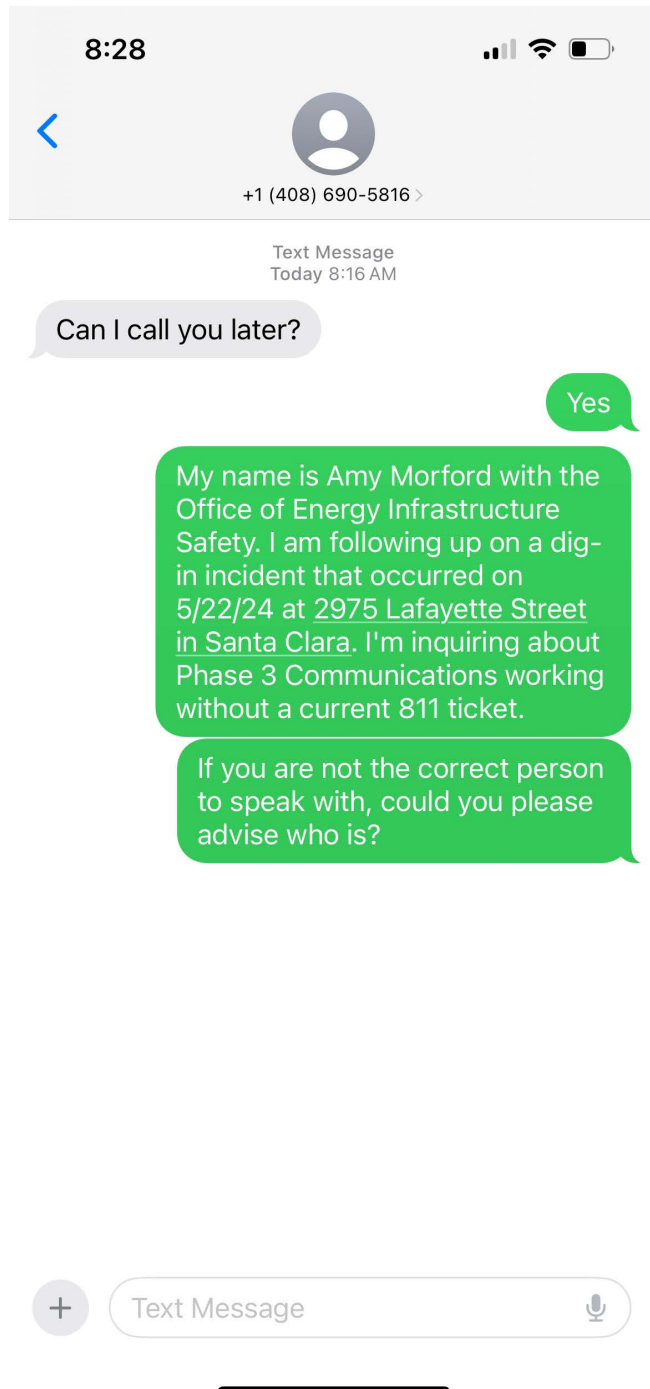 8:28
+1 (408) 690-5816
Text Message
Today 8:16 AM
Can I call you later?
Yes
My name is Amy Morford with the
Office of Energy Infrastructure
Safety. I am following up on a dig-
in incident that occurred on
5/22/24 at 2975 Lafayette Street
in Santa Clara. I'm inquiring about
Phase 3 Communications working
without a current 811 ticket.
If you are not the correct person
to speak with, could you please
advise who is?
Text Message